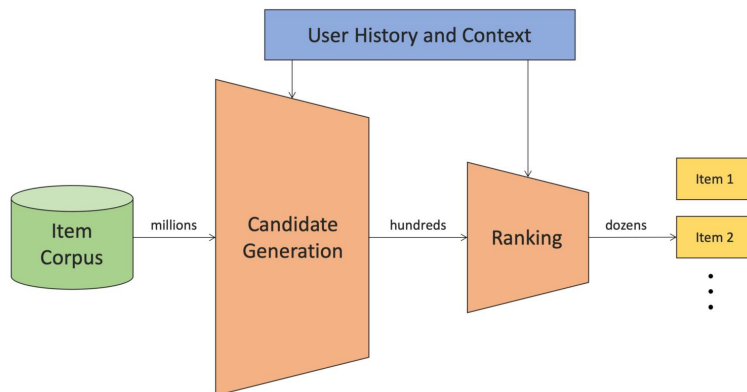 User History and Context
Item
Corpus
millions
Candidate
Generation
hundreds
Ranking
dozens
Item 1
Item 2